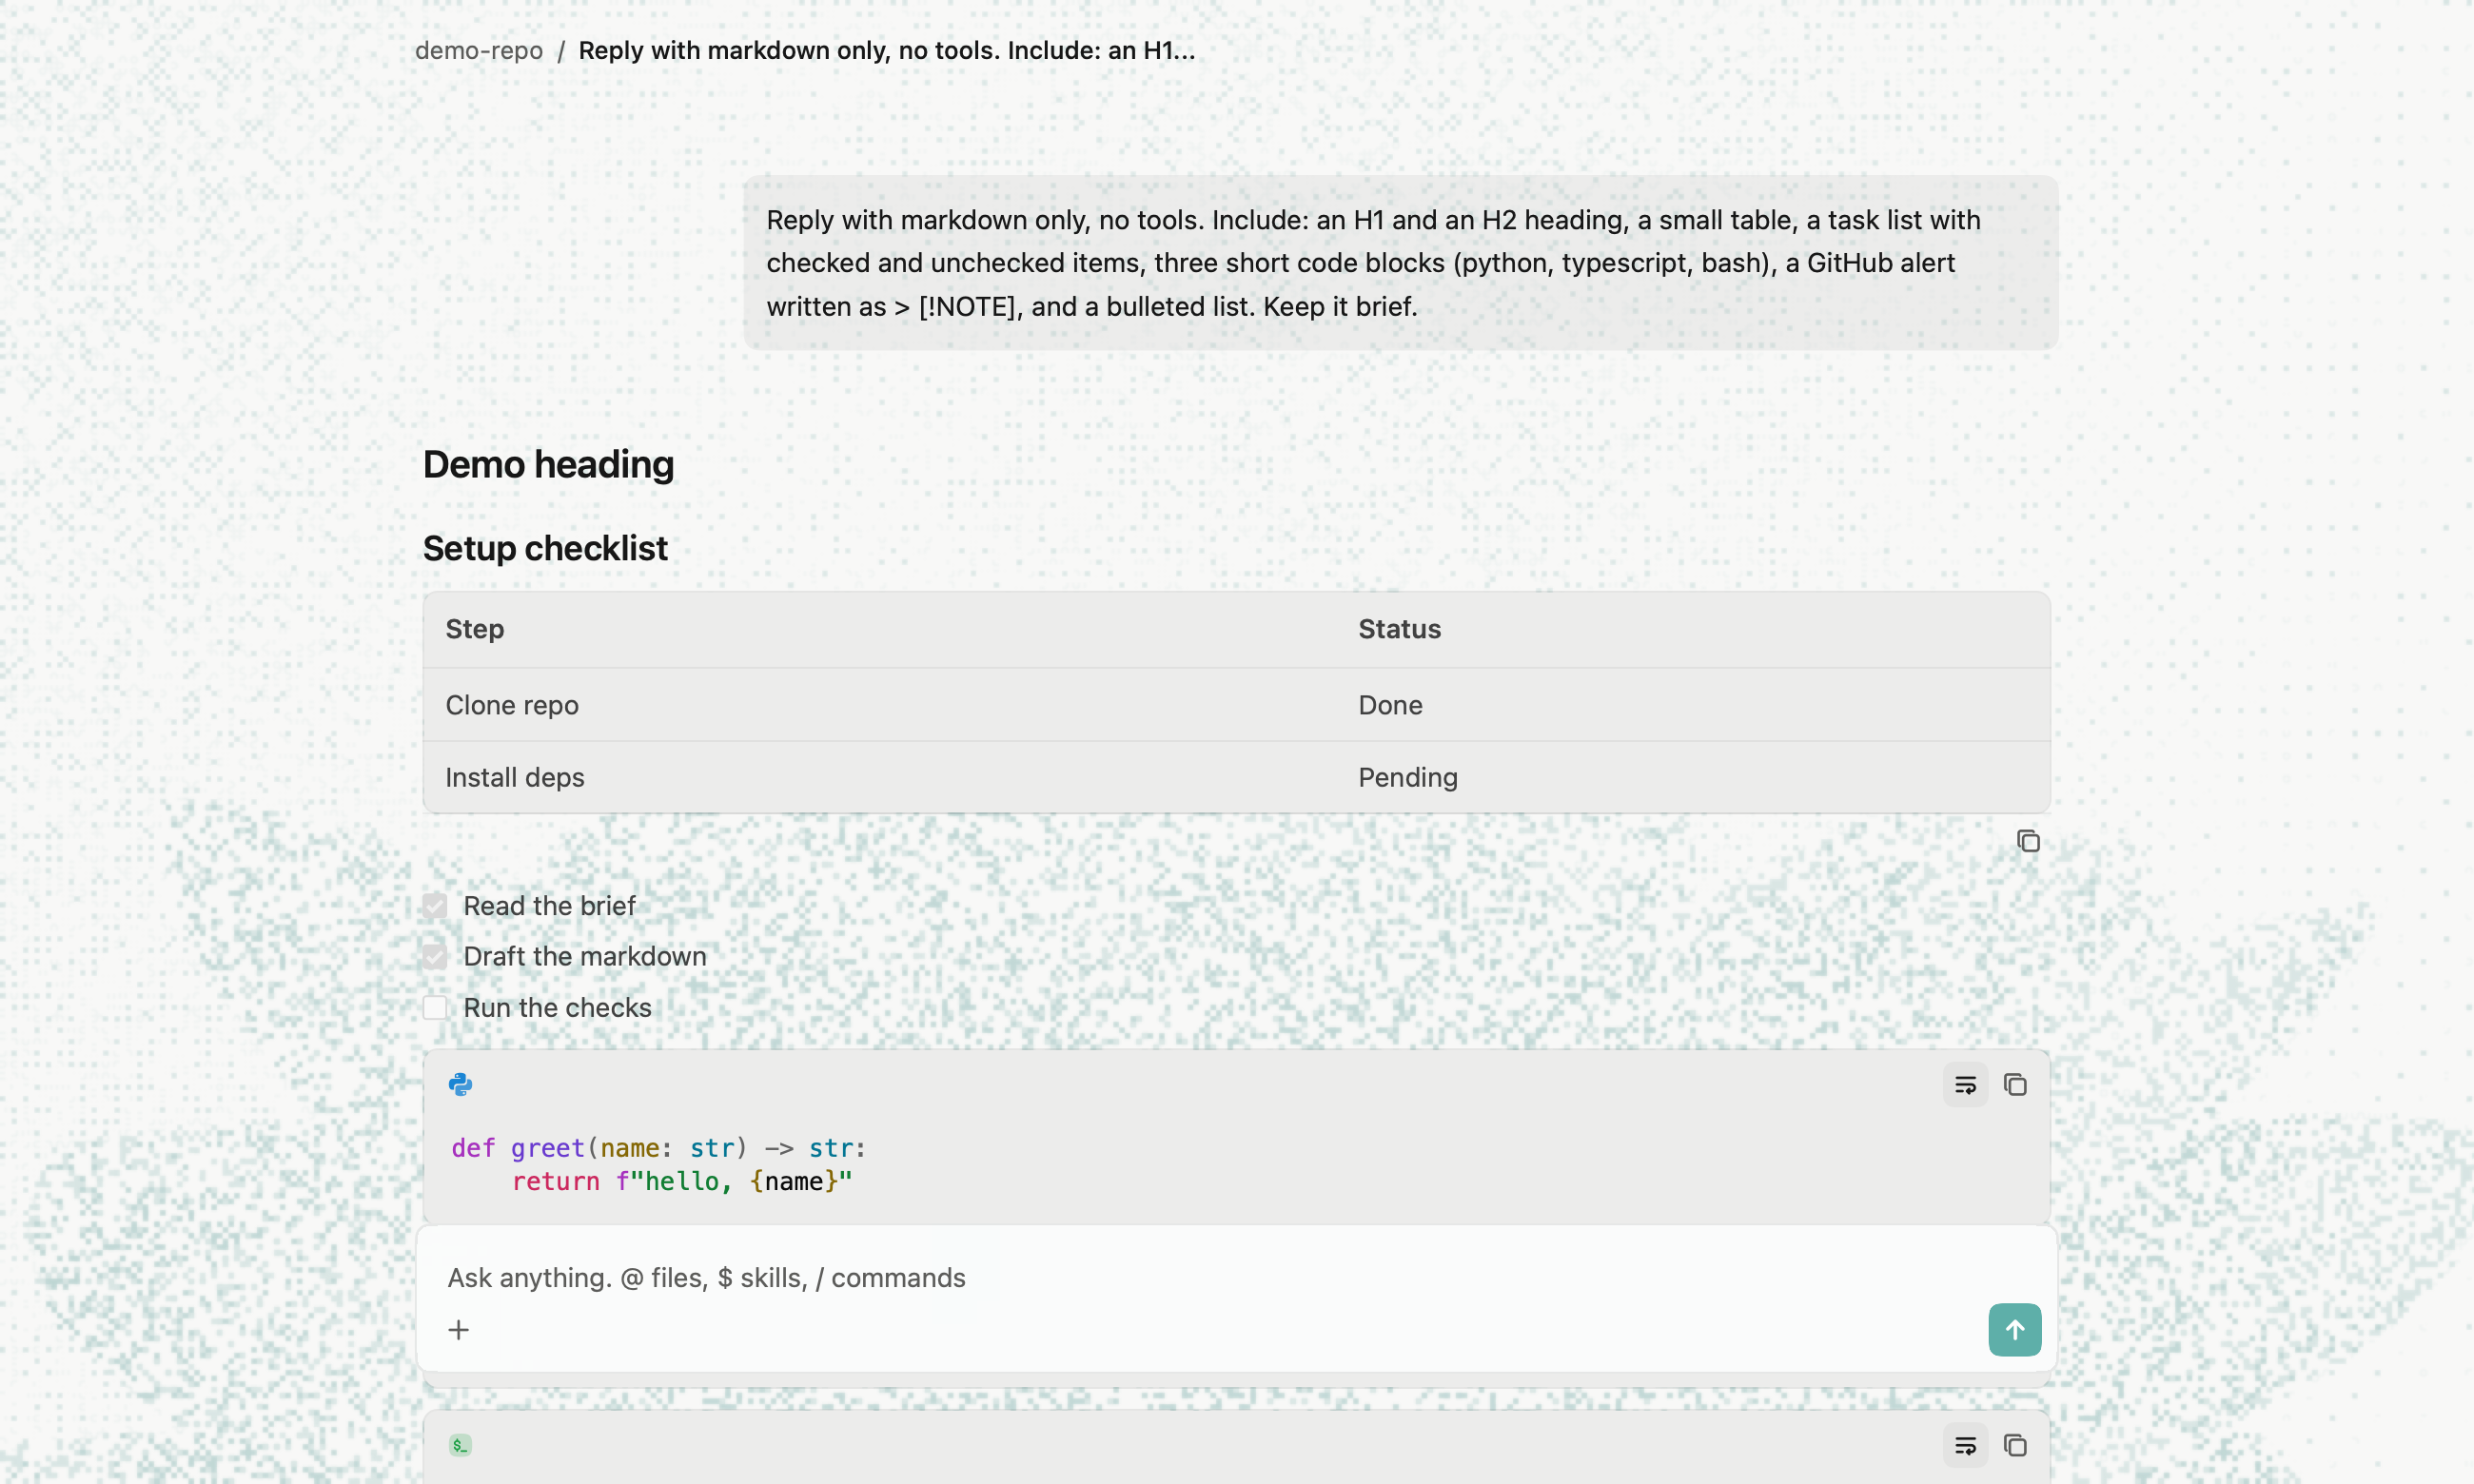 demo-repo / Reply with markdown only, no tools. Include: an H1...
Reply with markdown only, no tools. Include: an H1 and an H2 heading, a small table, a task list with
checked and unchecked items, three short code blocks (python, typescript, bash), a GitHub alert
written as > [!NOTE], and a bulleted list. Keep it brief.
Demo heading
Setup checklist
Step Status
Clone repo Done
Install deps Pending
Read the brief
Draft the markdown
Run the checks
def greet(name: str) -> str:
    return f"hello, {name}"
Ask anything. @ files, $ skills, / commands
$_